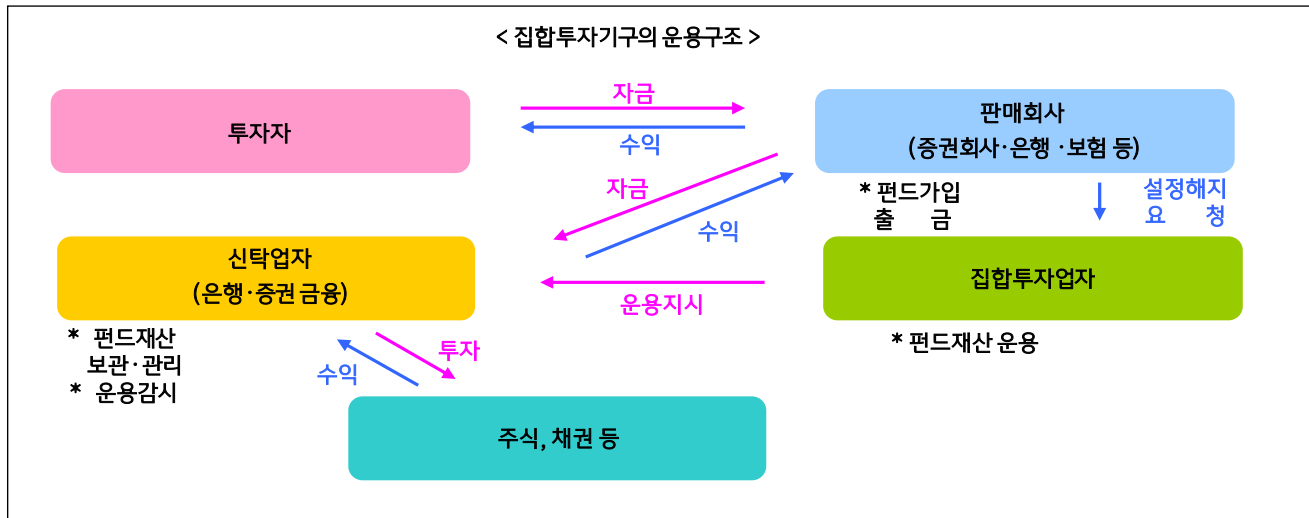 < 집합투자기구의 운용구조 >
자금
투자자
수익
판매회사
(증권회사·은행 ·보험 등)
자금
수익
* 펀드가입
출 금
설정해지
요 청
신탁업자
(은행·증권 금융)
운용지시
집합투자업자
* 펀드재산
보관·관리
* 운용감시
투자
수익
* 펀드재산 운용
주식, 채권 등